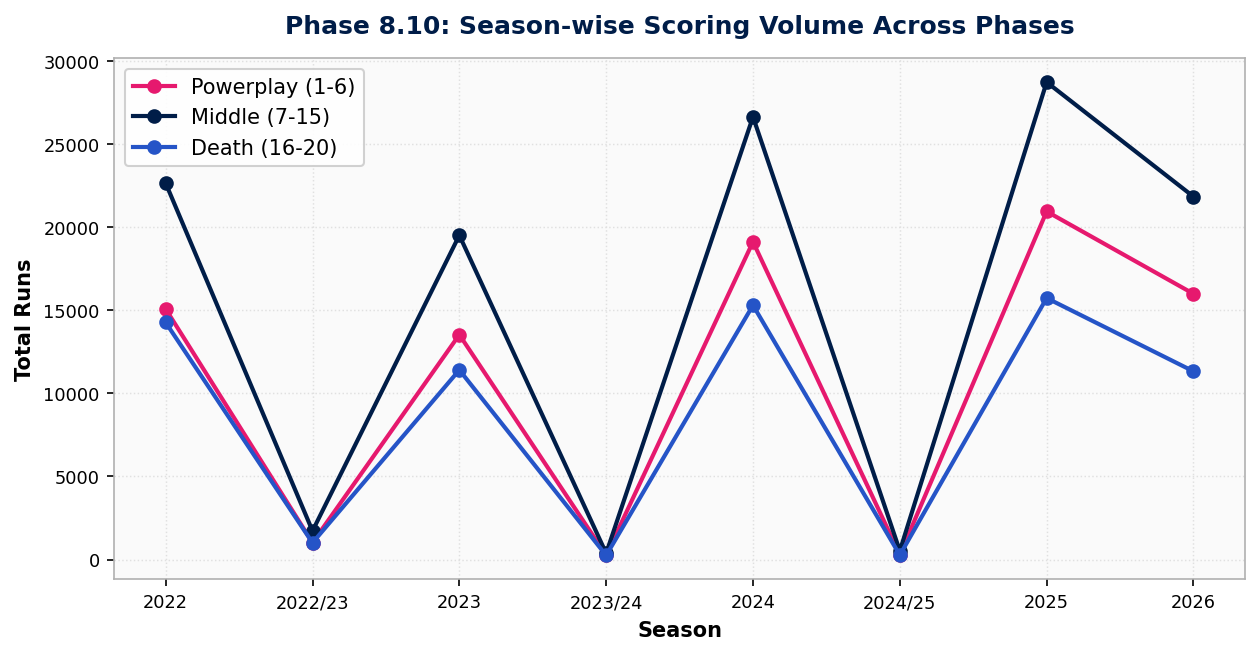 Phase 8.10: Season-wise Scoring Volume Across Phases
Powerplay (1-6)
Middle (7-15)
Death (16-20)
Total Runs
30000
25000
20000
15000
10000
5000
0
2022
2022/23
2023
2023/24
2024
2024/25
2025
2026
Season